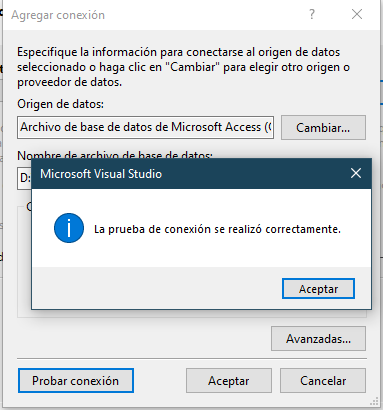 Agregar conexión
Especifique la información para conectarse al origen de datos
seleccionado o haga clic en "Cambiar" para elegir otro origen o
proveedor de datos.
Origen de datos:
Archivo de base de datos de Microsoft Access (
Cambiar...
Nombre de archivo de base de datos:
D:
Microsoft Visual Studio
La prueba de conexión se realizó correctamente.
Aceptar
Avanzadas...
Probar conexión
Aceptar
Cancelar